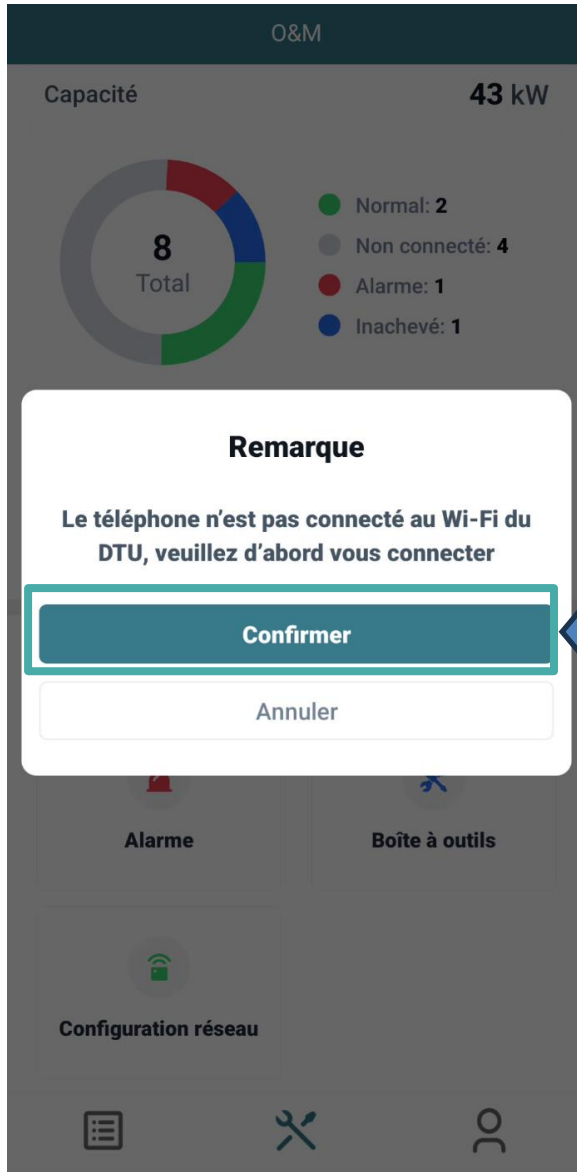 O&M
Capacité 43 kW
8
Total
Normal: 2
Non connecté: 4
Alarme: 1
Inachevé: 1
Remarque
Le téléphone n’est pas connecté au Wi-Fi du
DTU, veuillez d’abord vous connecter
Confirmer
Annuler
Alarme Boîte à outils
Configuration réseau